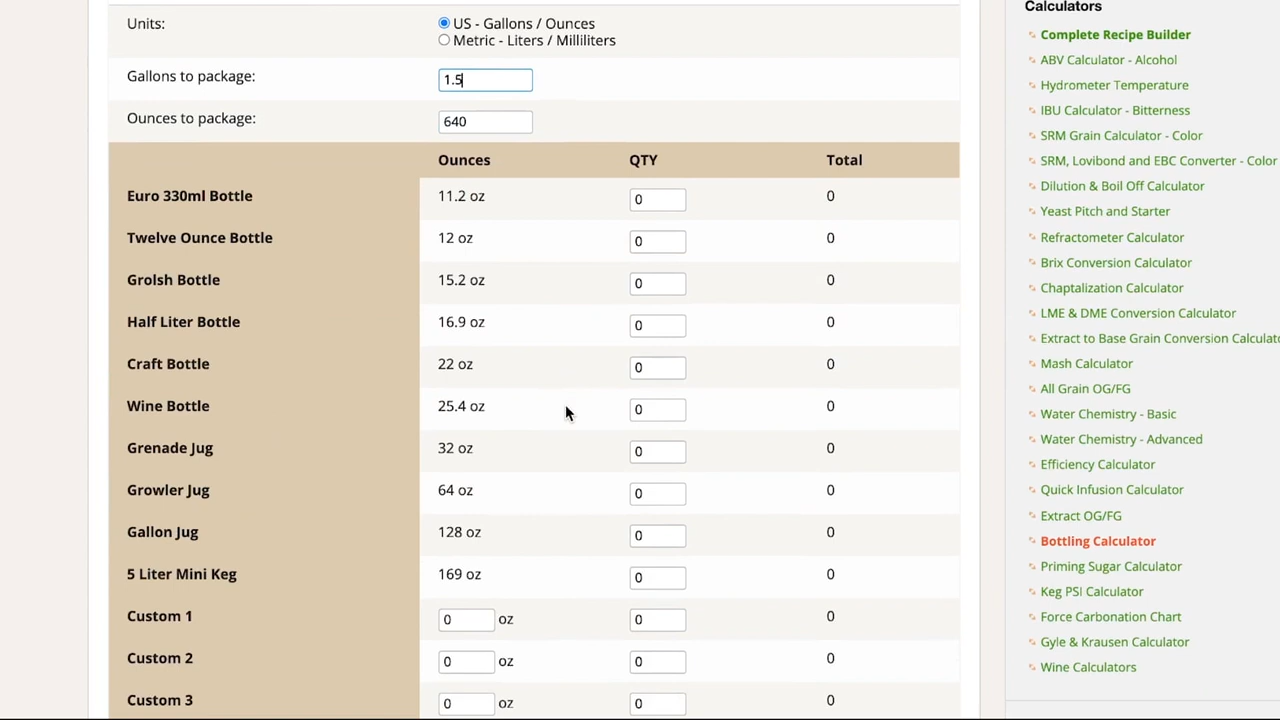 Units:
US - Gallons / Ounces
Metric - Liters / Milliliters
Gallons to package:
1.5
Ounces to package:
640
Ounces QTY Total
Euro 330ml Bottle 11.2 oz 0 0
Twelve Ounce Bottle 12 oz 0 0
Grolsh Bottle 15.2 oz 0 0
Half Liter Bottle 16.9 oz 0 0
Craft Bottle 22 oz 0 0
Wine Bottle 25.4 oz 0 0
Grenade Jug 32 oz 0 0
Growler Jug 64 oz 0 0
Gallon Jug 128 oz 0 0
5 Liter Mini Keg 169 oz 0 0
Custom 1 0 oz 0 0
Custom 2 0 oz 0 0
Custom 3 0 oz 0 0
Calculators
Complete Recipe Builder
ABV Calculator - Alcohol
Hydrometer Temperature
IBU Calculator - Bitterness
SRM Grain Calculator - Color
SRM, Lovibond and EBC Converter - Color
Dilution & Boil Off Calculator
Yeast Pitch and Starter
Refractometer Calculator
Brix Conversion Calculator
Chaptalization Calculator
LME & DME Conversion Calculator
Extract to Base Grain Conversion Calculato
Mash Calculator
All Grain OG/FG
Water Chemistry - Basic
Water Chemistry - Advanced
Efficiency Calculator
Quick Infusion Calculator
Extract OG/FG
Bottling Calculator
Priming Sugar Calculator
Keg PSI Calculator
Force Carbonation Chart
Gyle & Krausen Calculator
Wine Calculators